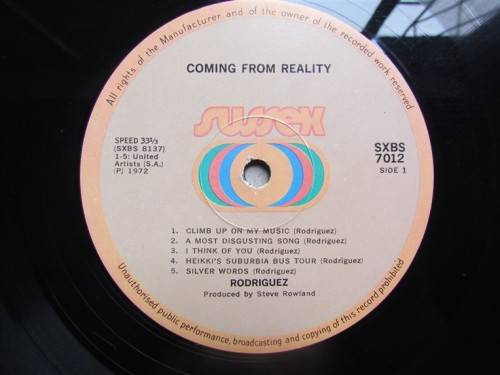 All rights of the Manufacturer and of the owner of the recorded work reserved
COMING FROM REALITY
sussex
SPEED 33⅓
(SXBS 8137)
1-5: United
Artists (S.A.)
(P) 1972
SXBS
7012
SIDE 1
1. CLIMB UP ON MY MUSIC (Rodriguez)
2. A MOST DISGUSTING SONG (Rodriguez)
3. I THINK OF YOU (Rodriguez)
4. HEIKKI'S SUBURBIA BUS TOUR (Rodriguez)
5. SILVER WORDS (Rodriguez)
RODRIGUEZ
Produced by Steve Rowland
Unauthorised public performance, broadcasting and copying of this record prohibited